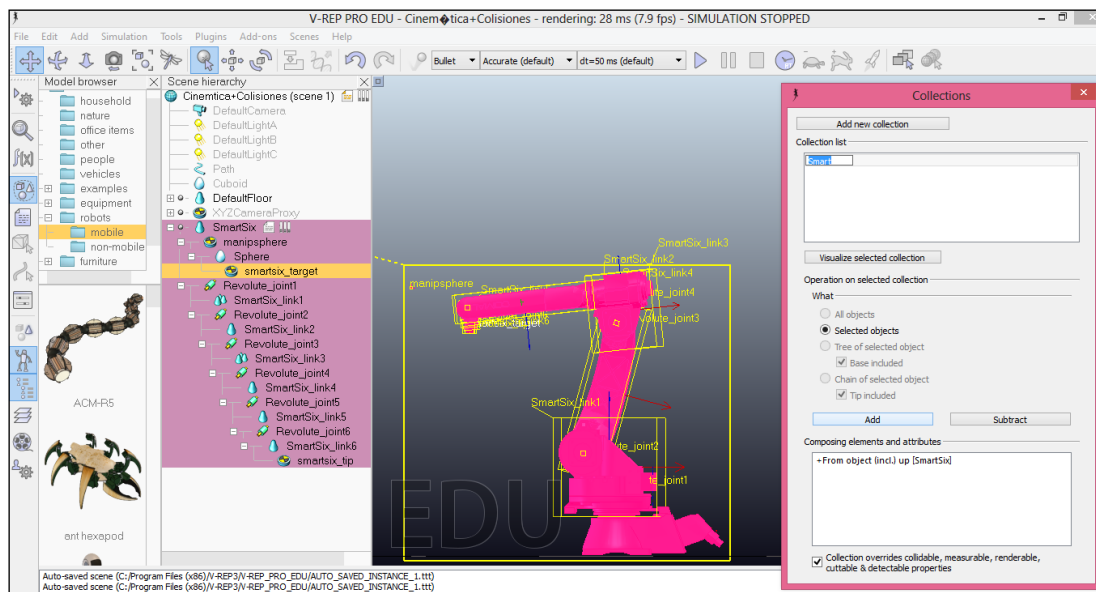 V-REP PRO EDU - Cinem�tica+Colisiones - rendering: 28 ms (7.9 fps) - SIMULATION STOPPED
File Edit Add Simulation Tools Plugins Add-ons Scenes Help
Bullet Accurate (default) dt=50 ms (default)
Model browser
household
nature
office items
other
people
vehicles
examples
equipment
robots
mobile
non-mobile
furniture
ACM-R5
ant hexapod
Scene hierarchy
Cinemtica+Colisiones (scene 1)
DefaultCamera
DefaultLightA
DefaultLightB
DefaultLightC
Path
Cuboid
DefaultFloor
XYZCameraProxy
SmartSix
manipsphere
Sphere
smartsix_target
Revolute_joint1
SmartSix_link1
Revolute_joint2
SmartSix_link2
Revolute_joint3
SmartSix_link3
Revolute_joint4
SmartSix_link4
Revolute_joint5
SmartSix_link5
Revolute_joint6
SmartSix_link6
smartsix_tip
SmartSix_link3
SmartSix_link2
manipsphere
ix_link4
te_joint4
volute_joint3
SmartSix_link1
ute_joint2
te_joint1
EDU
Collections
Add new collection
Collection list
Smart
Visualize selected collection
Operation on selected collection
What
All objects
Selected objects
Tree of selected object
Base included
Chain of selected object
Tip included
Add Subtract
Composing elements and attributes
+From object (incl.) up [SmartSix]
Collection overrides collidable, measurable, renderable,
cuttable & detectable properties
Auto-saved scene (C:/Program Files (x86)/V-REP3/V-REP_PRO_EDU/AUTO_SAVED_INSTANCE_1.ttt)
Auto-saved scene (C:/Program Files (x86)/V-REP3/V-REP_PRO_EDU/AUTO_SAVED_INSTANCE_1.ttt)